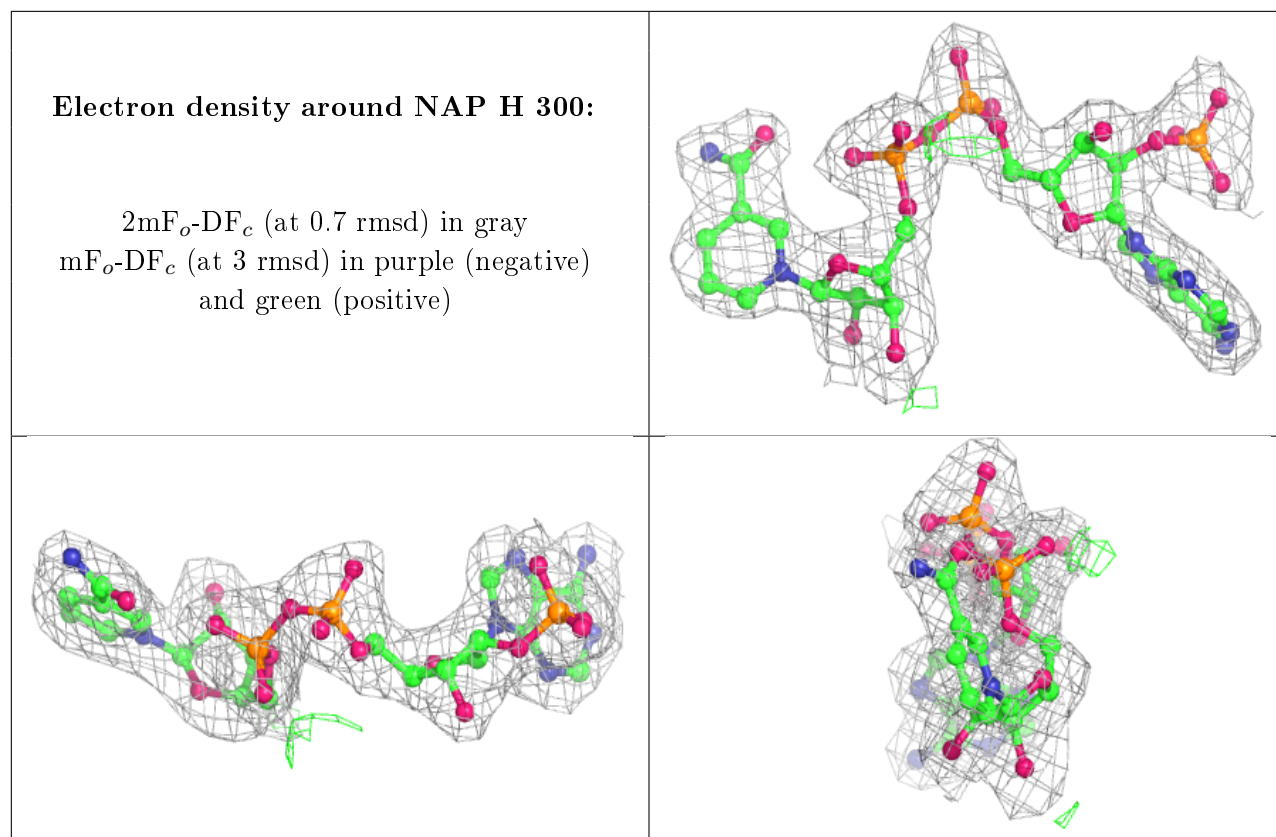 Electron density around NAP H 300:
2mFₒ-DF𝒸 (at 0.7 rmsd) in gray
mFₒ-DF𝒸 (at 3 rmsd) in purple (negative)
and green (positive)